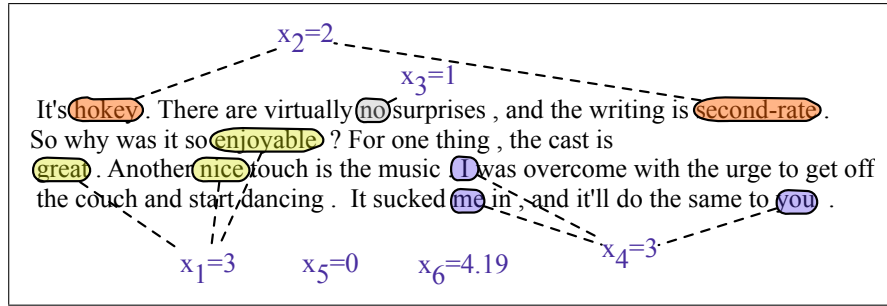 x2=2
x3=1
It's hokey . There are virtually no surprises , and the writing is second-rate .
So why was it so enjoyable ? For one thing , the cast is
great . Another nice touch is the music . I was overcome with the urge to get off
the couch and start dancing . It sucked me in , and it'll do the same to you .
x1=3 x5=0 x6=4.19 x4=3